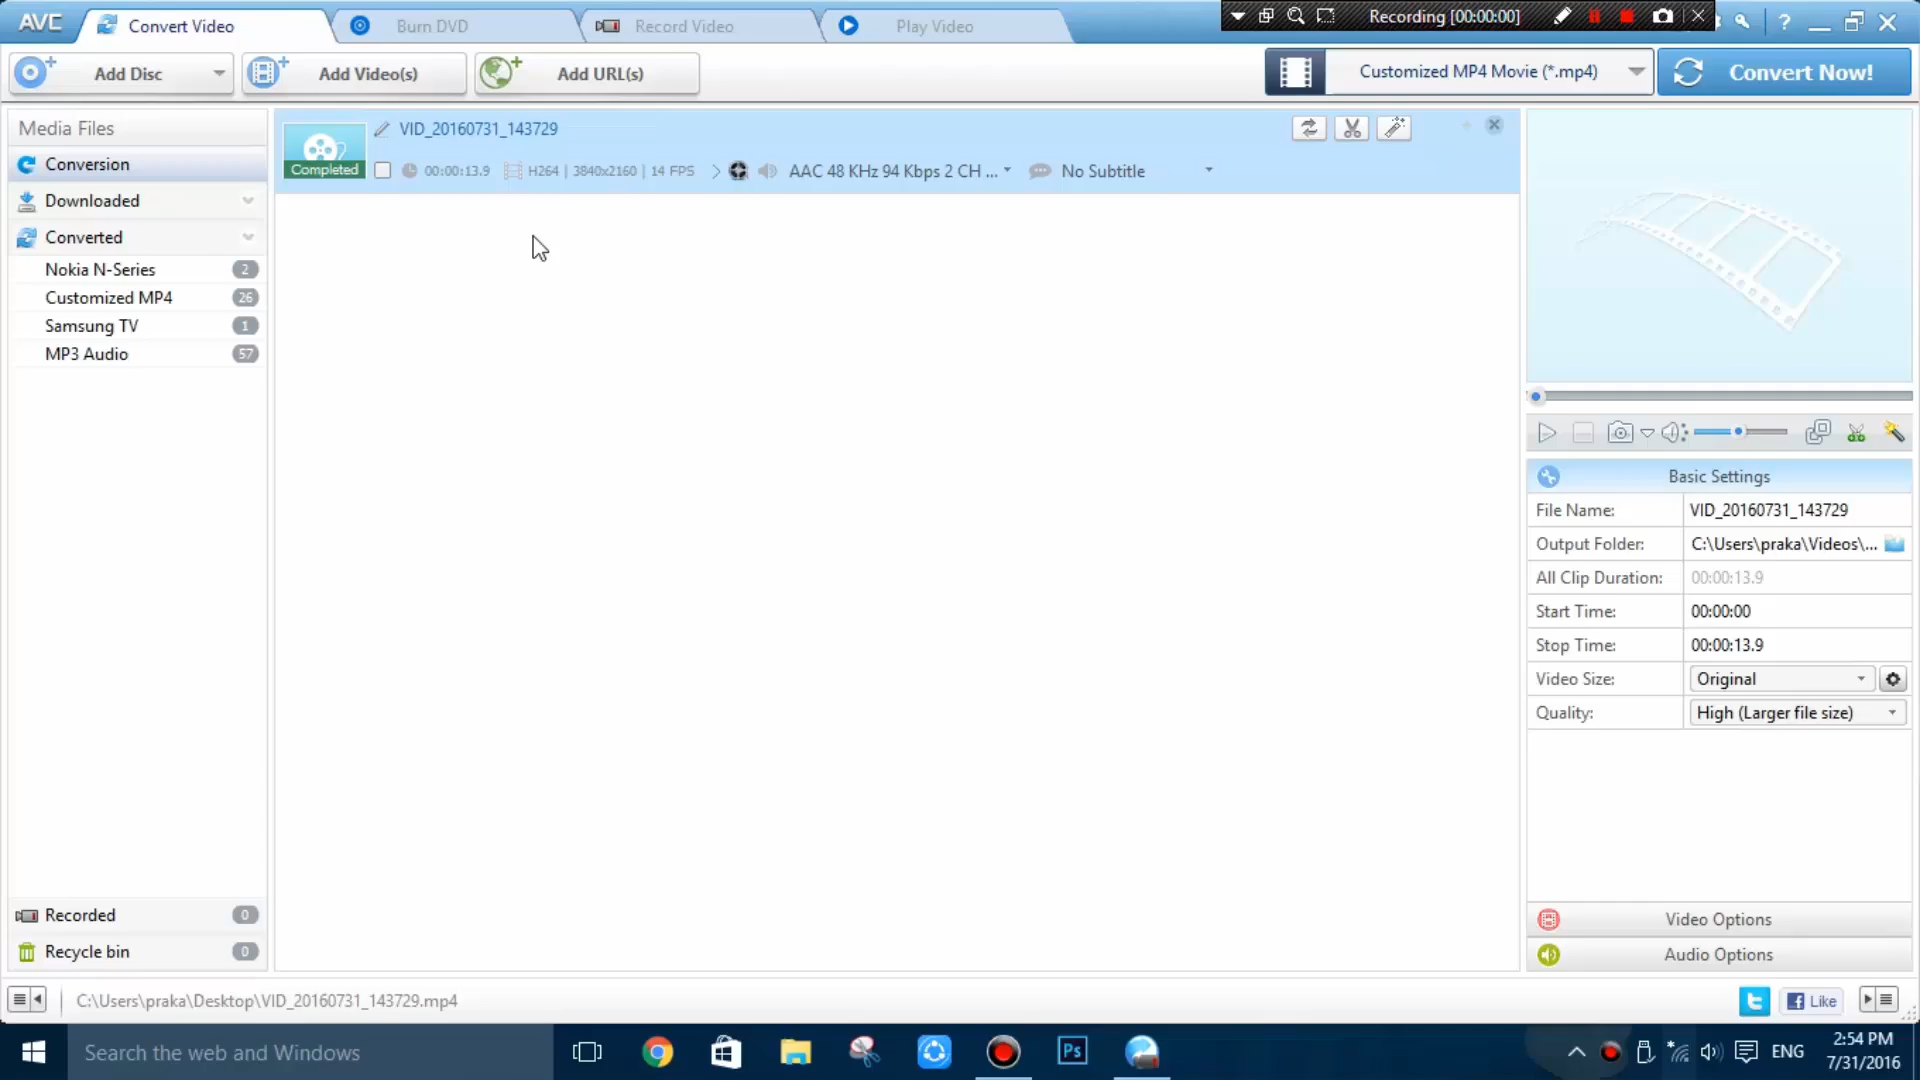 AVC
Convert Video
Burn DVD
Record Video
Play Video
Recording [00:00:00]
?
Add Disc
Add Video(s)
Add URL(s)
Customized MP4 Movie (*.mp4)
Convert Now!
Media Files
Conversion
Downloaded
Converted
Nokia N-Series 2
Customized MP4 26
Samsung TV 1
MP3 Audio 57
Recorded 0
Recycle bin 0
VID_20160731_143729
Completed
00:00:13.9
H264 | 3840x2160 | 14 FPS
AAC 48 KHz 94 Kbps 2 CH ...
No Subtitle
Basic Settings
File Name: VID_20160731_143729
Output Folder: C:\Users\praka\Videos\...
All Clip Duration: 00:00:13.9
Start Time: 00:00:00
Stop Time: 00:00:13.9
Video Size: Original
Quality: High (Larger file size)
Video Options
Audio Options
C:\Users\praka\Desktop\VID_20160731_143729.mp4
Like
Search the web and Windows
Ps
ENG
2:54 PM
7/31/2016